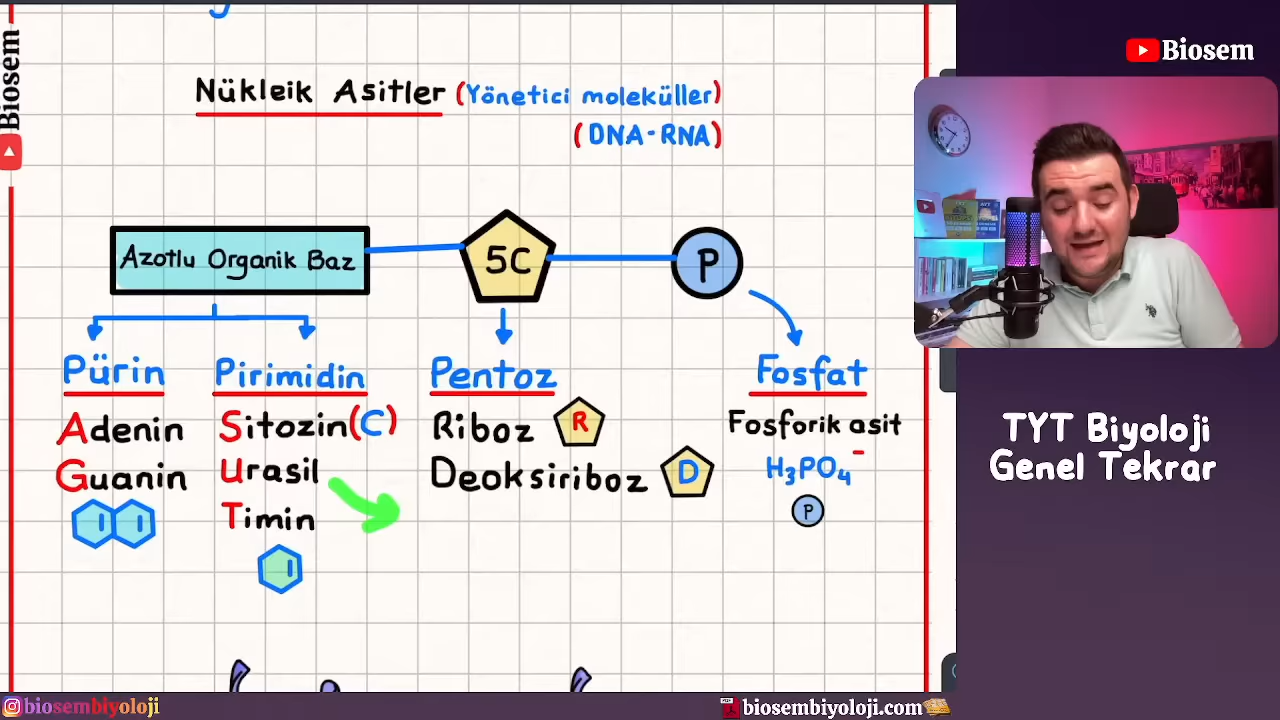 Biosem
Nükleik Asitler (Yönetici moleküller)
(DNA-RNA)
Azotlu Organik Baz
5C
P
Pürin
Adenin
Guanin
Pirimidin
Sitozin(C)
Urasil
Timin
Pentoz
Riboz R
Deoksiriboz D
Fosfat
Fosforik asit
H₃PO₄⁻
P
Biosem
TYT Biyoloji
Genel Tekrar
biosembiyoloji
biosembiyoloji.com